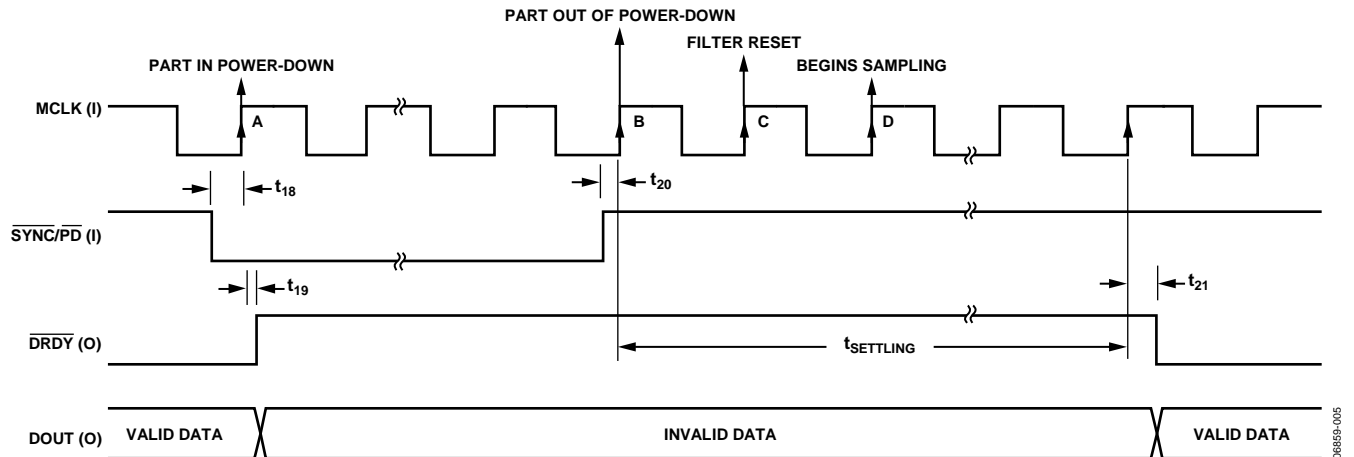 PART OUT OF POWER-DOWN
FILTER RESET
PART IN POWER-DOWN
BEGINS SAMPLING
MCLK (I)
A
B
C
D
t18
t20
SYNC/PD (I)
t19
t21
DRDY (O)
tSETTLING
DOUT (O)
VALID DATA
INVALID DATA
VALID DATA
06859-005